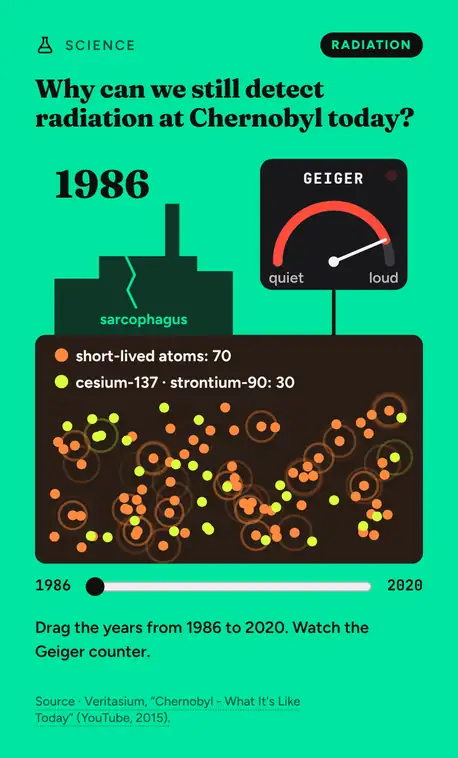 SCIENCE
RADIATION
Why can we still detect
radiation at Chernobyl today?
1986
GEIGER
quiet
loud
sarcophagus
short-lived atoms: 70
cesium-137 · strontium-90: 30
1986
2020
Drag the years from 1986 to 2020. Watch the
Geiger counter.
Source · Veritasium, “Chernobyl - What It's Like
Today” (YouTube, 2015).